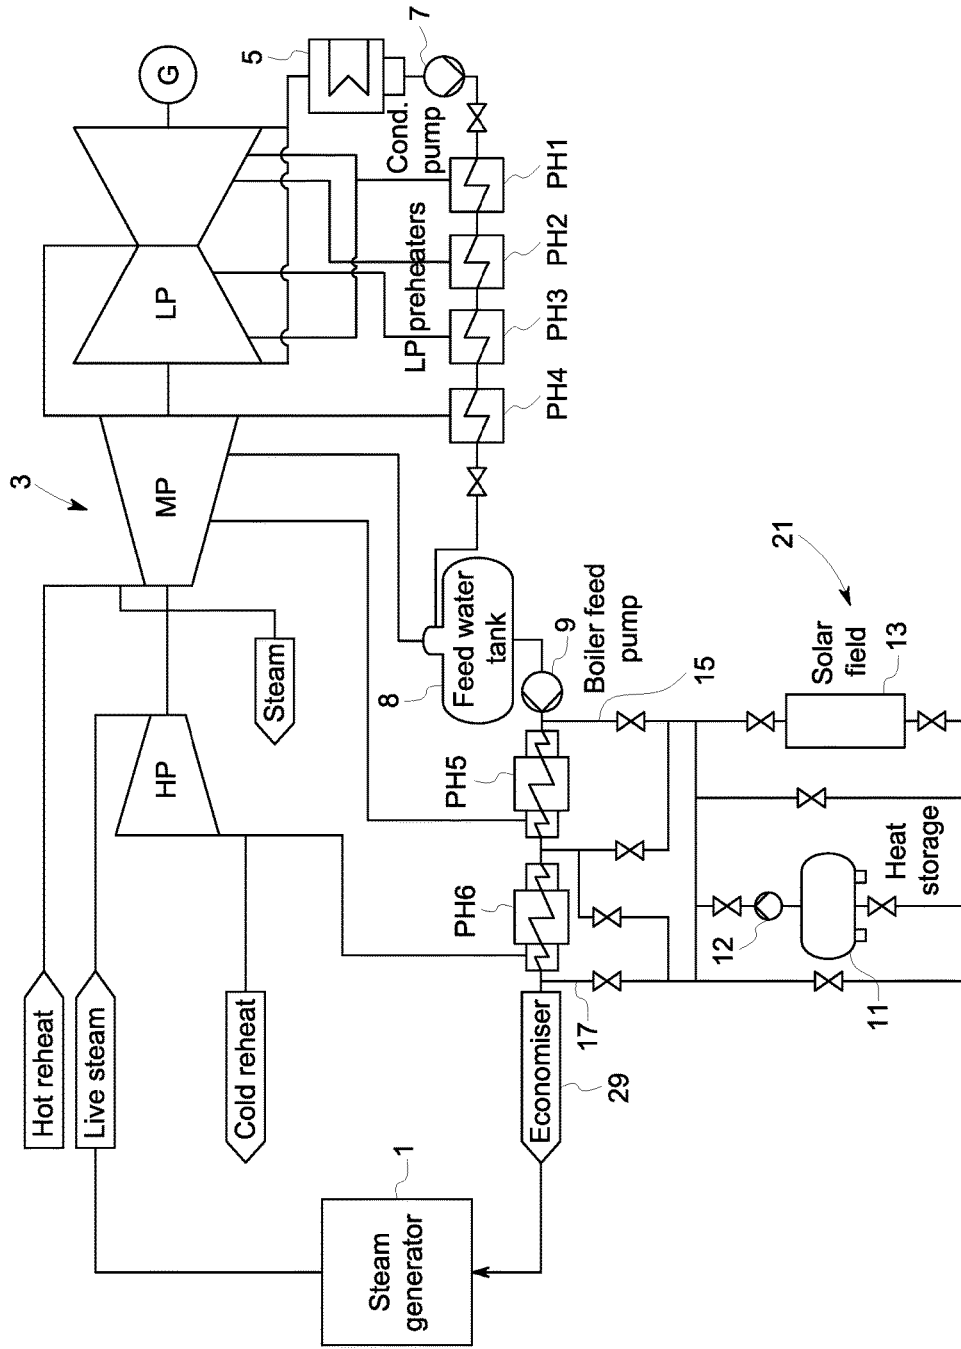 Hot reheat
Live steam
Cold reheat
Steam
generator
1
Economiser
29
HP
3
MP
LP
G
Steam
5
7
Cond.
pump
LP preheaters
PH1
PH2
PH3
PH4
8
Feed water
tank
9
Boiler feed
pump
PH5
PH6
15
17
21
Solar
field
13
12
Heat
storage
11